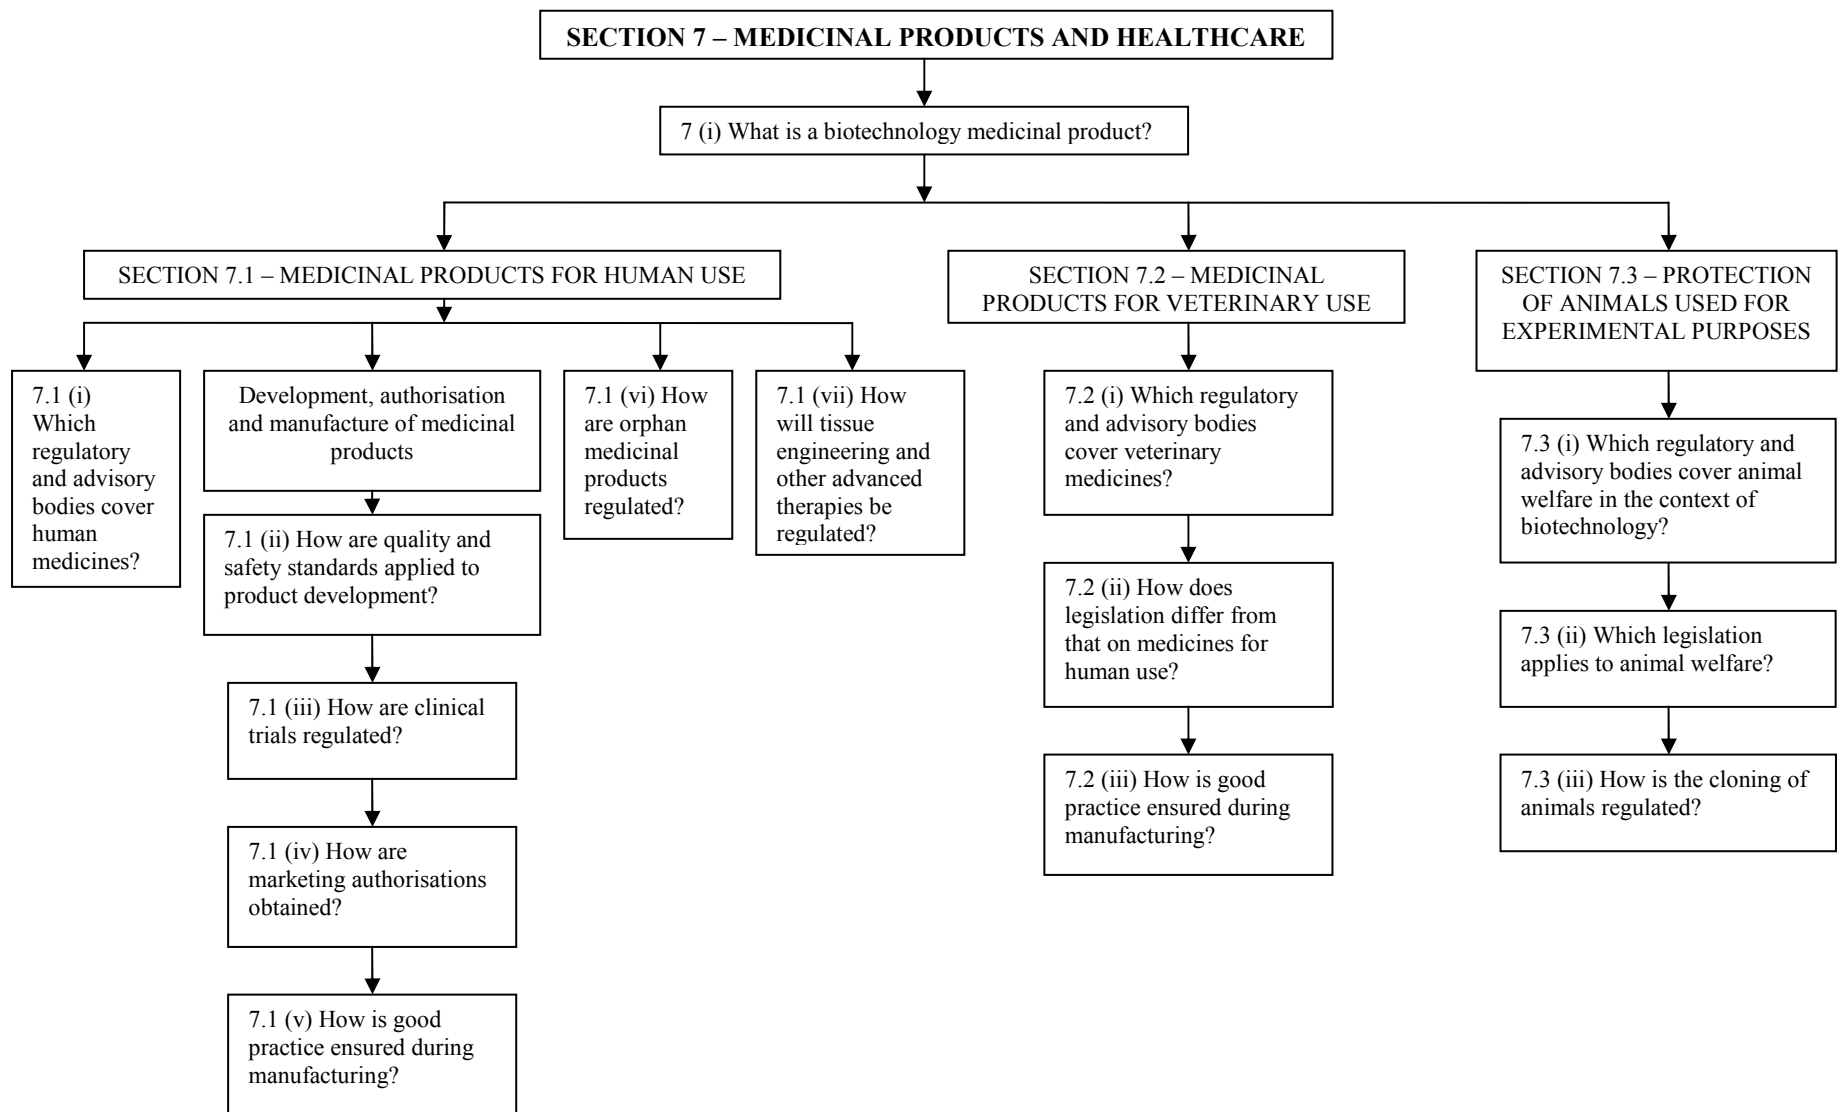 SECTION 7 – MEDICINAL PRODUCTS AND HEALTHCARE
7 (i) What is a biotechnology medicinal product?
SECTION 7.1 – MEDICINAL PRODUCTS FOR HUMAN USE
SECTION 7.2 – MEDICINAL
PRODUCTS FOR VETERINARY USE
SECTION 7.3 – PROTECTION
OF ANIMALS USED FOR
EXPERIMENTAL PURPOSES
7.1 (i)
Which
regulatory
and advisory
bodies cover
human
medicines?
Development, authorisation
and manufacture of medicinal
products
7.1 (ii) How are quality and
safety standards applied to
product development?
7.1 (iii) How are clinical
trials regulated?
7.1 (iv) How are
marketing authorisations
obtained?
7.1 (v) How is good
practice ensured during
manufacturing?
7.1 (vi) How
are orphan
medicinal
products
regulated?
7.1 (vii) How
will tissue
engineering and
other advanced
therapies be
regulated?
7.2 (i) Which regulatory
and advisory bodies
cover veterinary
medicines?
7.2 (ii) How does
legislation differ from
that on medicines for
human use?
7.2 (iii) How is good
practice ensured during
manufacturing?
7.3 (i) Which regulatory and
advisory bodies cover animal
welfare in the context of
biotechnology?
7.3 (ii) Which legislation
applies to animal welfare?
7.3 (iii) How is the cloning of
animals regulated?